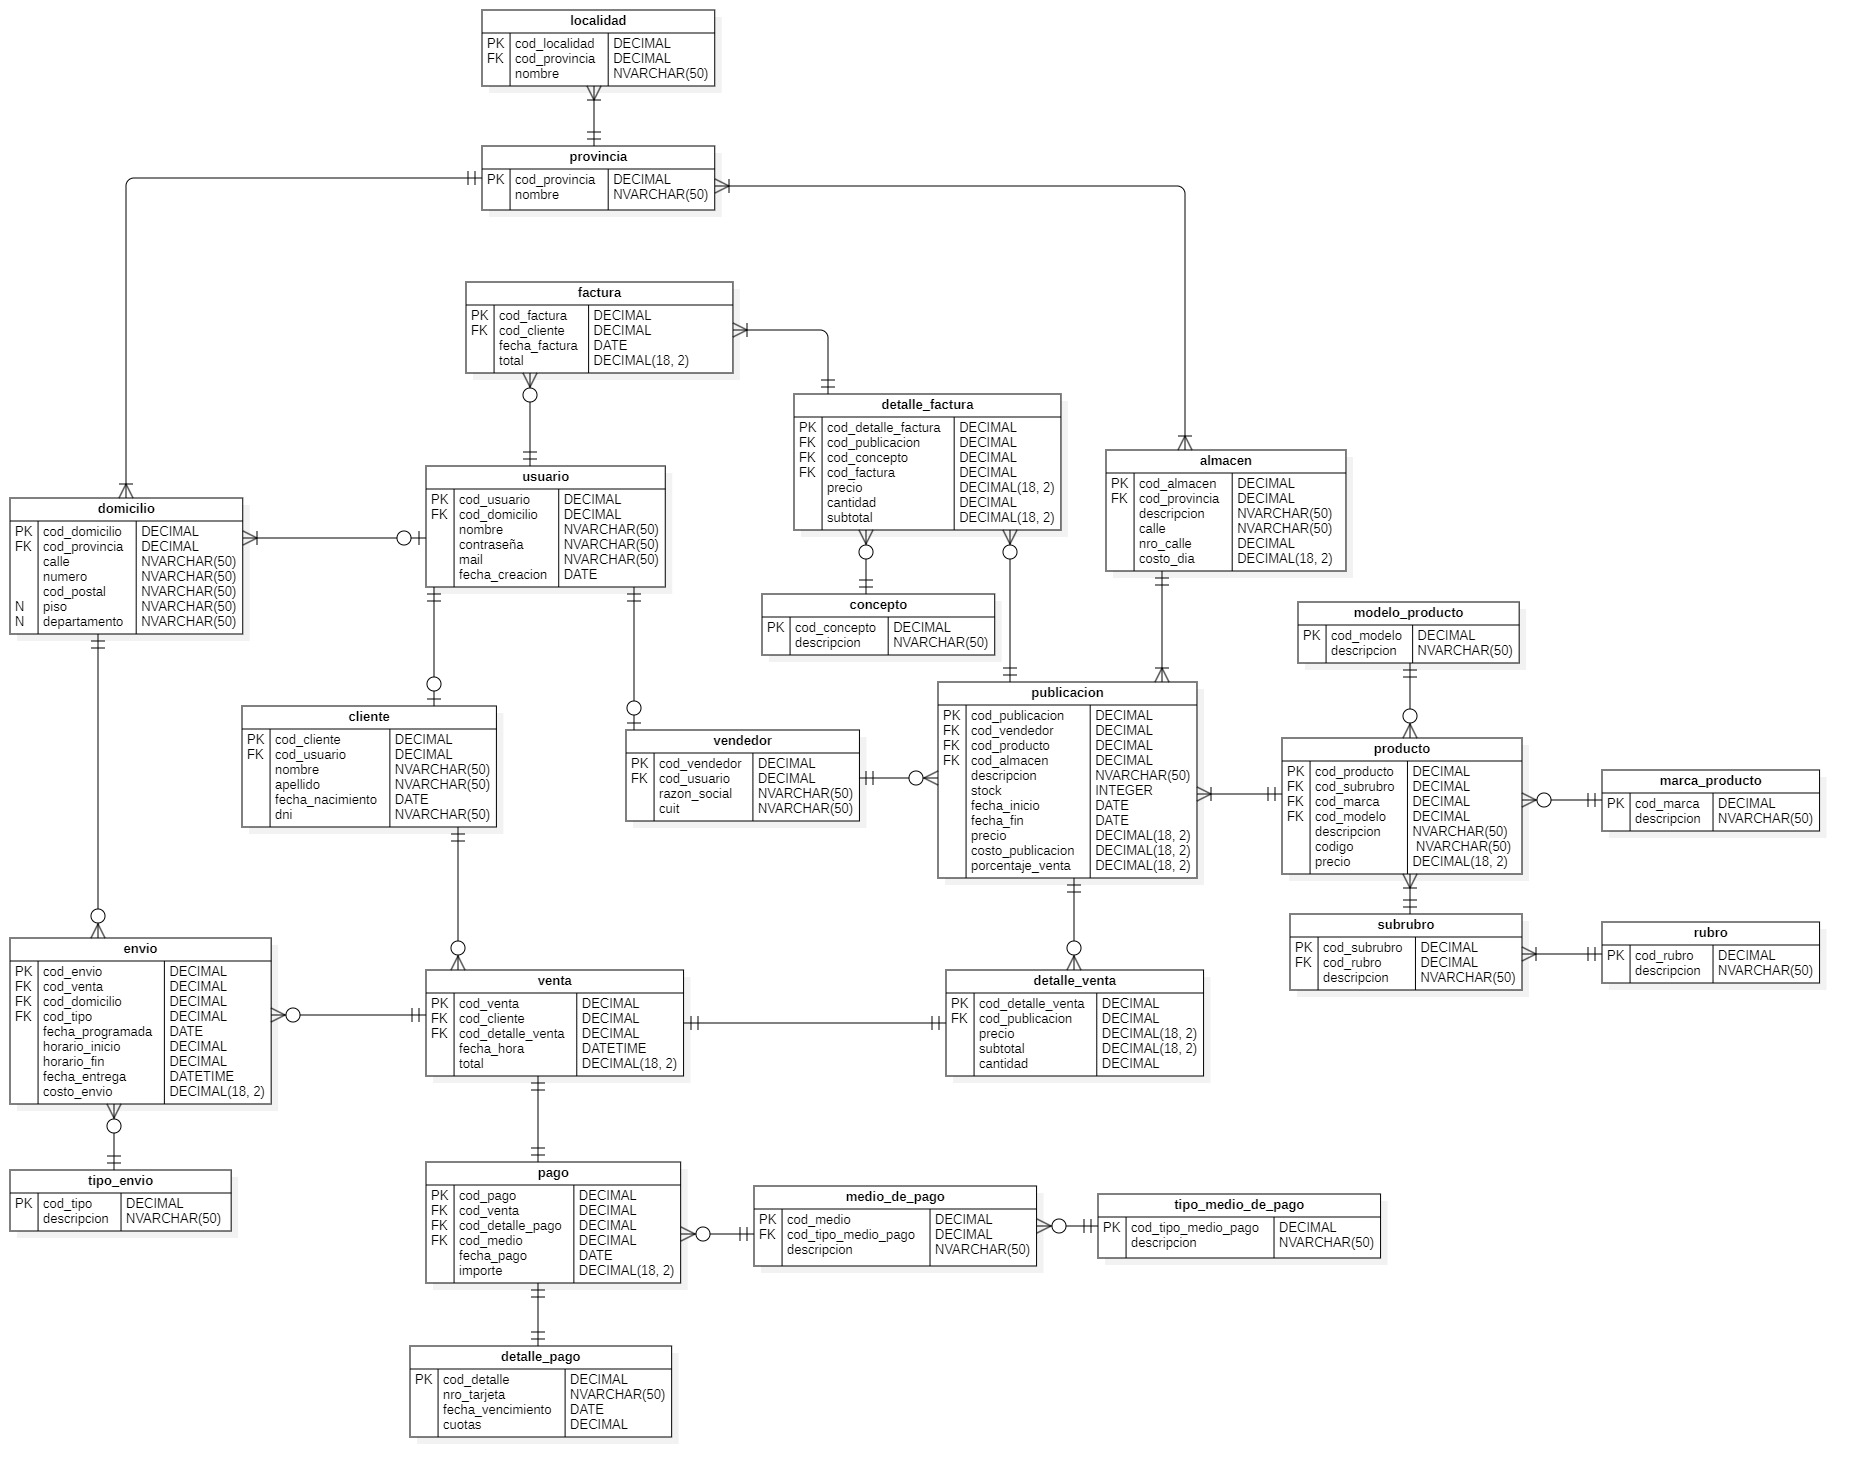 localidad
PK cod_localidad DECIMAL
FK cod_provincia DECIMAL
nombre NVARCHAR(50)
provincia
PK cod_provincia DECIMAL
nombre NVARCHAR(50)
factura
PK cod_factura DECIMAL
FK cod_cliente DECIMAL
fecha_factura DATE
total DECIMAL(18, 2)
detalle_factura
PK cod_detalle_factura DECIMAL
FK cod_publicacion DECIMAL
FK cod_concepto DECIMAL
FK cod_factura DECIMAL
precio DECIMAL(18, 2)
cantidad DECIMAL
subtotal DECIMAL(18, 2)
almacen
PK cod_almacen DECIMAL
FK cod_provincia DECIMAL
descripcion NVARCHAR(50)
calle NVARCHAR(50)
nro_calle DECIMAL
costo_dia DECIMAL(18, 2)
usuario
PK cod_usuario DECIMAL
FK cod_domicilio DECIMAL
nombre NVARCHAR(50)
contraseña NVARCHAR(50)
mail NVARCHAR(50)
fecha_creacion DATE
domicilio
PK cod_domicilio DECIMAL
FK cod_provincia DECIMAL
calle NVARCHAR(50)
numero NVARCHAR(50)
cod_postal NVARCHAR(50)
N piso NVARCHAR(50)
N departamento NVARCHAR(50)
concepto
PK cod_concepto DECIMAL
descripcion NVARCHAR(50)
modelo_producto
PK cod_modelo DECIMAL
descripcion NVARCHAR(50)
cliente
PK cod_cliente DECIMAL
FK cod_usuario DECIMAL
nombre NVARCHAR(50)
apellido NVARCHAR(50)
fecha_nacimiento DATE
dni NVARCHAR(50)
vendedor
PK cod_vendedor DECIMAL
FK cod_usuario DECIMAL
razon_social NVARCHAR(50)
cuit NVARCHAR(50)
publicacion
PK cod_publicacion DECIMAL
FK cod_vendedor DECIMAL
FK cod_producto DECIMAL
FK cod_almacen DECIMAL
descripcion NVARCHAR(50)
stock INTEGER
fecha_inicio DATE
fecha_fin DATE
precio DECIMAL(18, 2)
costo_publicacion DECIMAL(18, 2)
porcentaje_venta DECIMAL(18, 2)
producto
PK cod_producto DECIMAL
FK cod_subrubro DECIMAL
FK cod_marca DECIMAL
FK cod_modelo DECIMAL
descripcion NVARCHAR(50)
codigo NVARCHAR(50)
precio DECIMAL(18, 2)
marca_producto
PK cod_marca DECIMAL
descripcion NVARCHAR(50)
subrubro
PK cod_subrubro DECIMAL
FK cod_rubro DECIMAL
descripcion NVARCHAR(50)
rubro
PK cod_rubro DECIMAL
descripcion NVARCHAR(50)
envio
PK cod_envio DECIMAL
FK cod_venta DECIMAL
FK cod_domicilio DECIMAL
FK cod_tipo DECIMAL
fecha_programada DATE
horario_inicio DECIMAL
horario_fin DECIMAL
fecha_entrega DATETIME
costo_envio DECIMAL(18, 2)
venta
PK cod_venta DECIMAL
FK cod_cliente DECIMAL
FK cod_detalle_venta DECIMAL
fecha_hora DATETIME
total DECIMAL(18, 2)
detalle_venta
PK cod_detalle_venta DECIMAL
FK cod_publicacion DECIMAL
precio DECIMAL(18, 2)
subtotal DECIMAL(18, 2)
cantidad DECIMAL
tipo_envio
PK cod_tipo DECIMAL
descripcion NVARCHAR(50)
pago
PK cod_pago DECIMAL
FK cod_venta DECIMAL
FK cod_detalle_pago DECIMAL
FK cod_medio DECIMAL
fecha_pago DATE
importe DECIMAL(18, 2)
medio_de_pago
PK cod_medio DECIMAL
FK cod_tipo_medio_pago DECIMAL
descripcion NVARCHAR(50)
tipo_medio_de_pago
PK cod_tipo_medio_pago DECIMAL
descripcion NVARCHAR(50)
detalle_pago
PK cod_detalle DECIMAL
nro_tarjeta NVARCHAR(50)
fecha_vencimiento DATE
cuotas DECIMAL